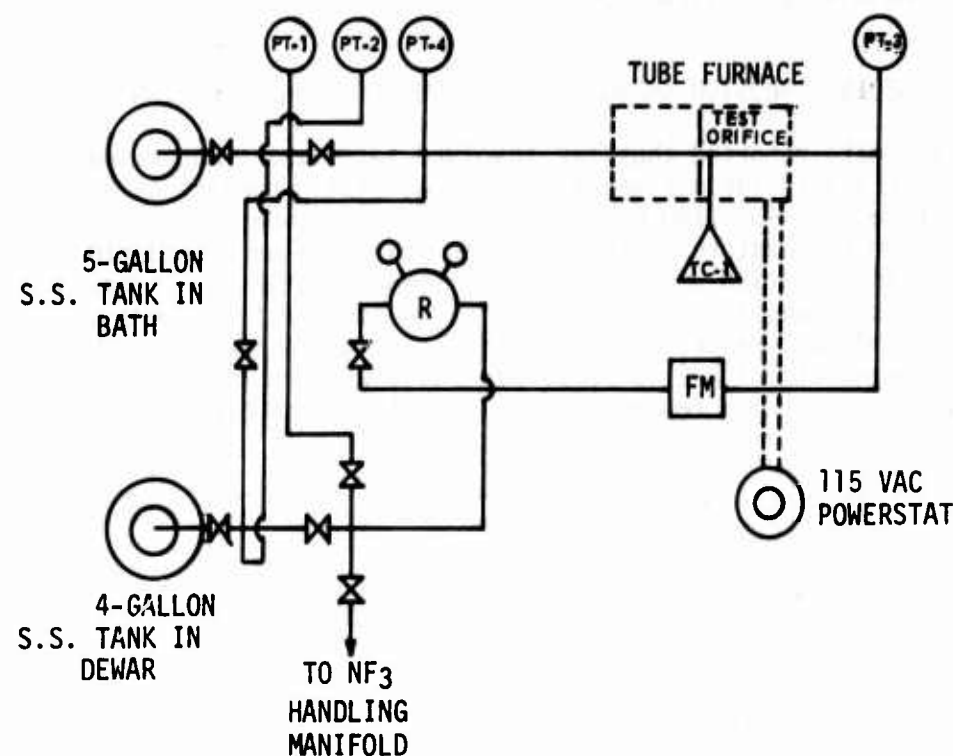 PT-1
PT-2
PT-4
PT-3
TUBE FURNACE
TEST
ORIFICE
5-GALLON
S.S. TANK IN
BATH
TC-1
R
FM
115 VAC
POWERSTAT
4-GALLON
S.S. TANK IN
DEWAR
TO NF3
HANDLING
MANIFOLD